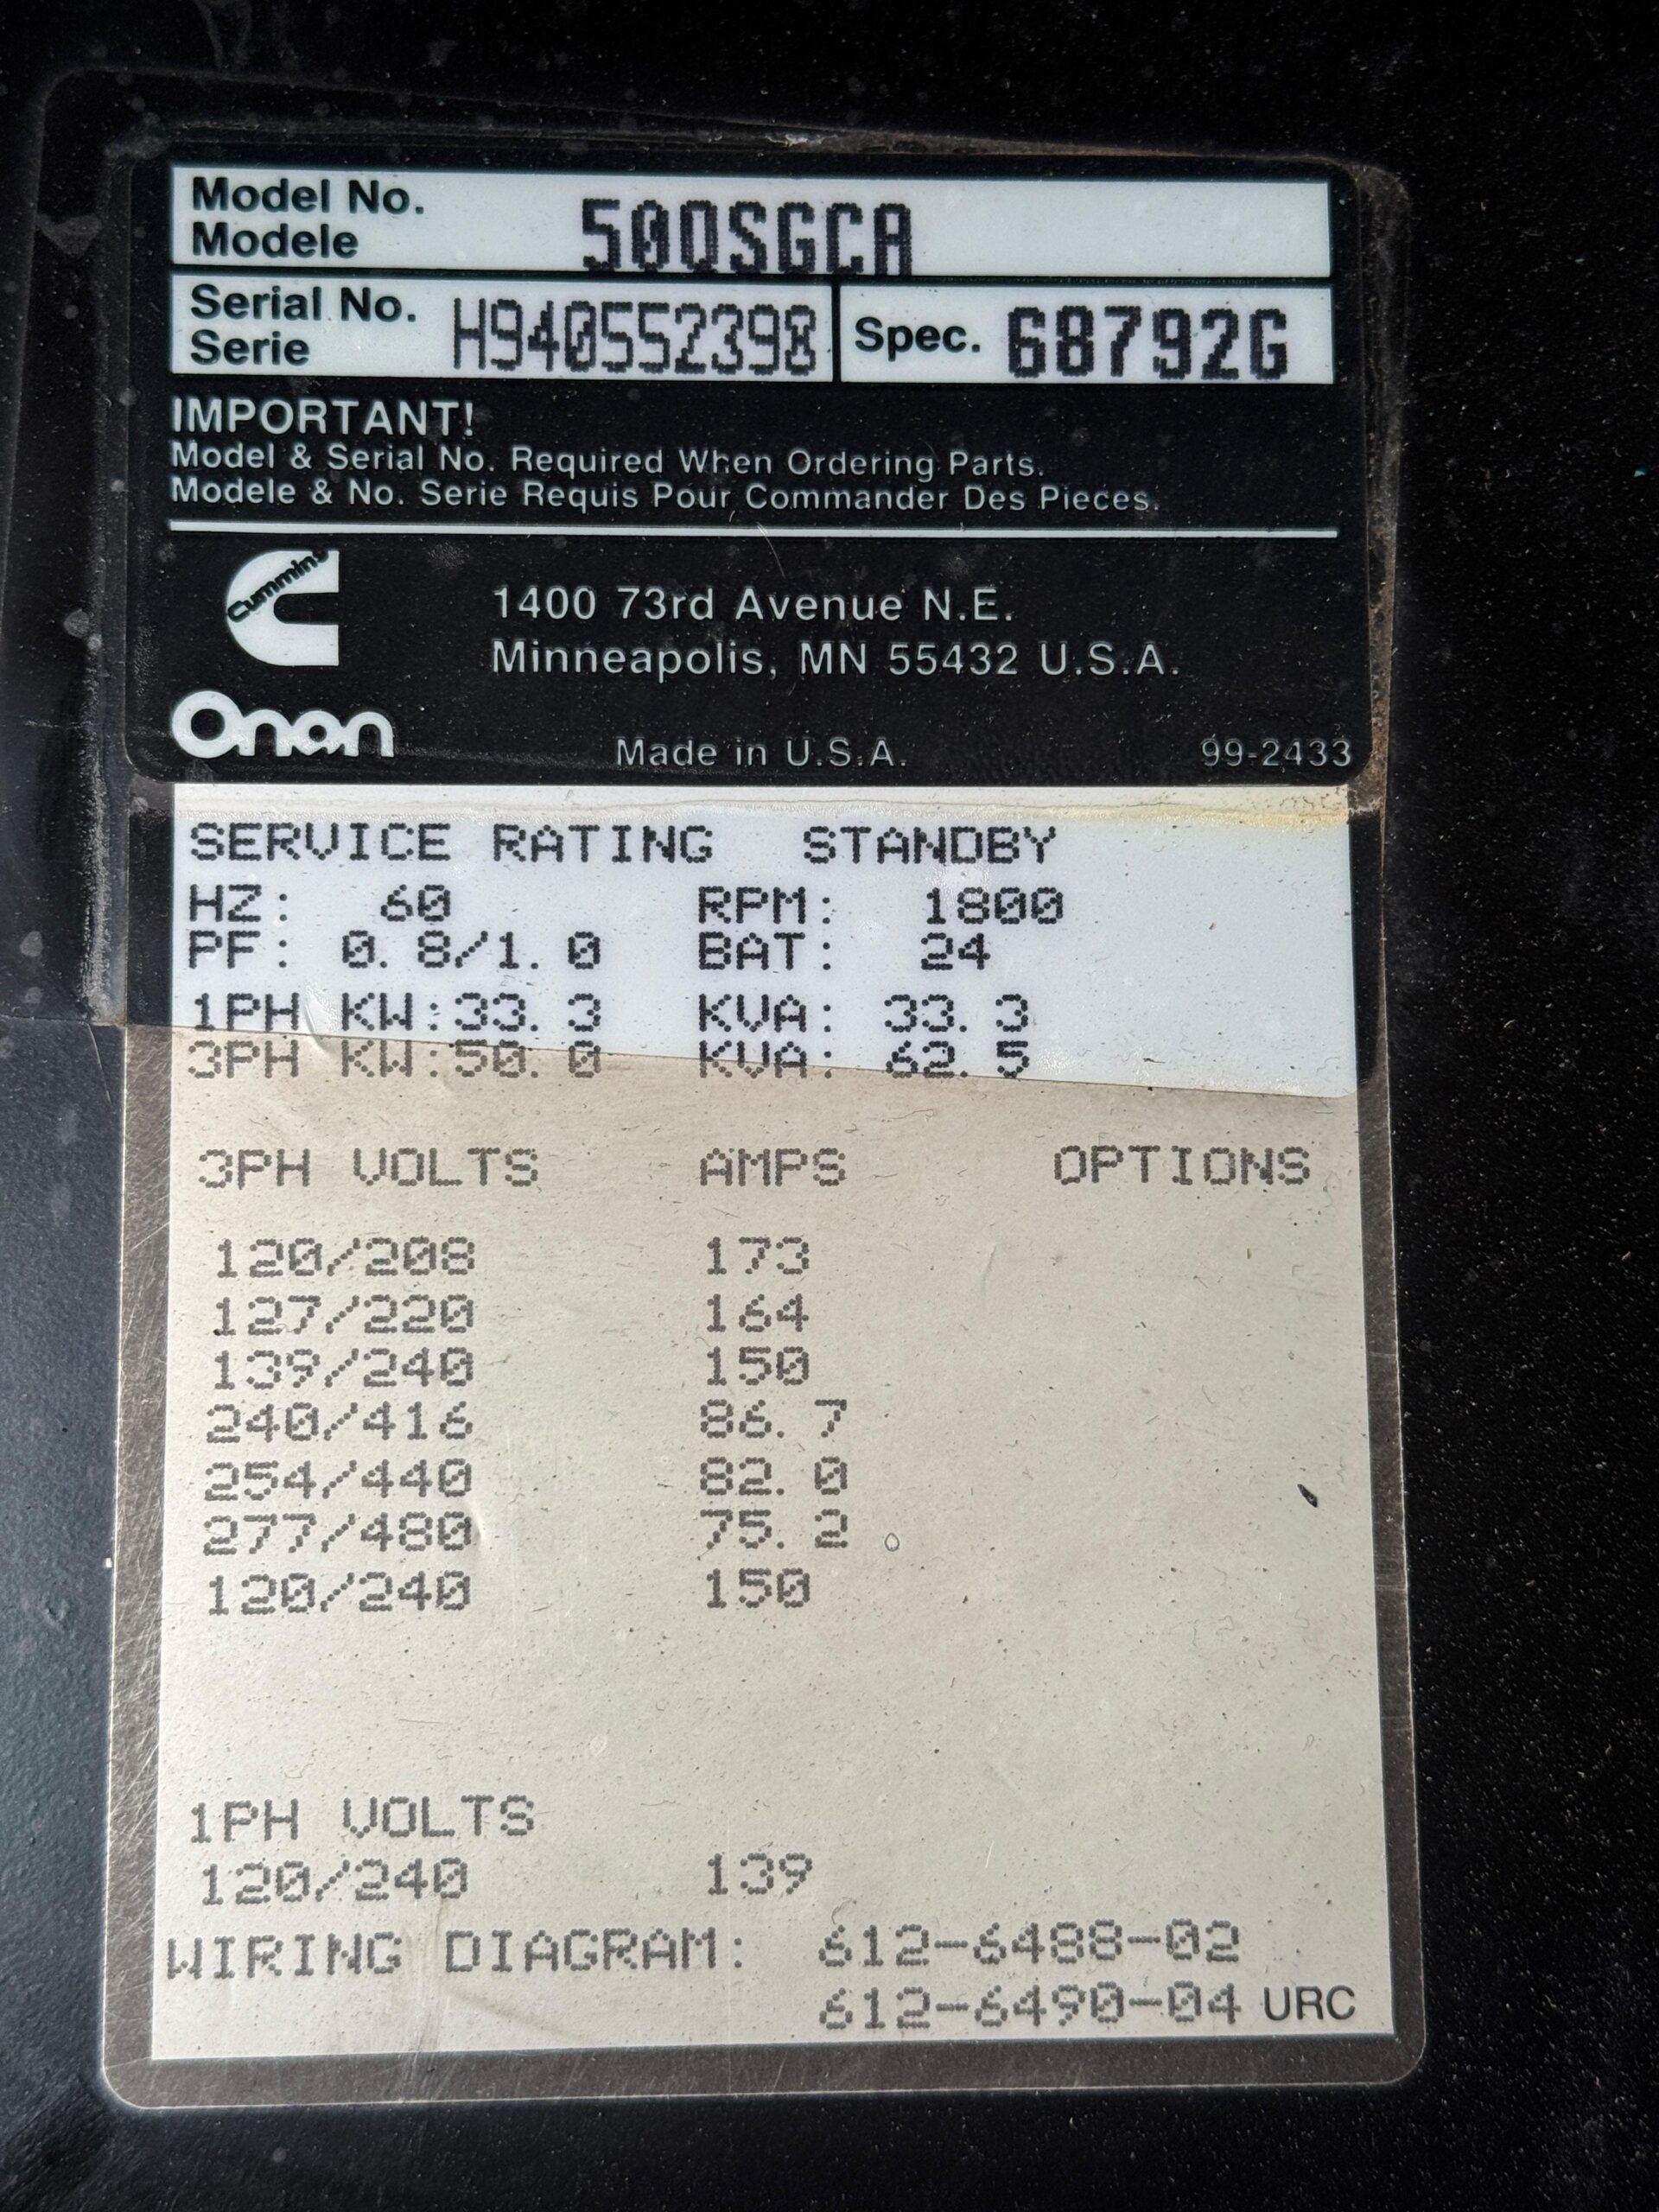 Model No.
Modele
50DSGCA
Serial No.
Serie
H940552398
Spec. 68792G
IMPORTANT!
Model & Serial No. Required When Ordering Parts.
Modele & No. Serie Requis Pour Commander Des Pieces.
Cummins
1400 73rd Avenue N.E.
Minneapolis, MN 55432 U.S.A.
Onan
Made in U.S.A.
99-2433
SERVICE RATING STANDBY
HZ: 60 RPM: 1800
PF: 0.8/1.0 BAT: 24
1PH KW:33.3 KVA: 33.3
3PH KW:50.0 KVA: 62.5
3PH VOLTS AMPS OPTIONS
120/208 173
127/220 164
139/240 150
240/416 86.7
254/440 82.0
277/480 75.2
120/240 150
1PH VOLTS
120/240 139
WIRING DIAGRAM: 612-6488-02
612-6490-04 URC